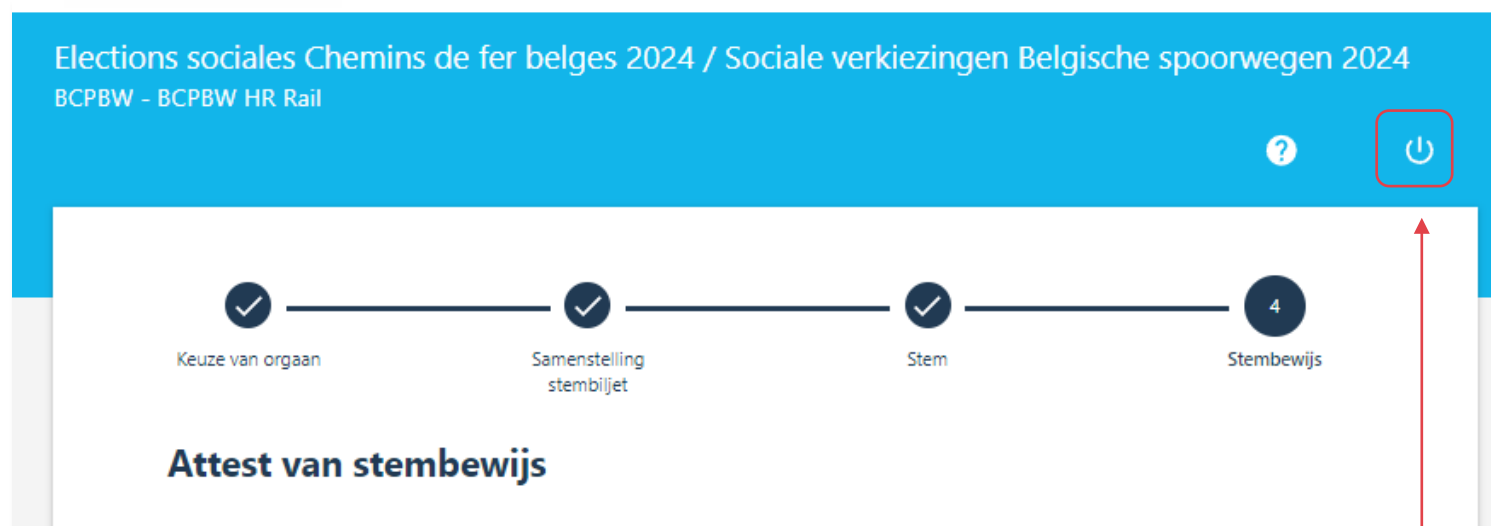 Elections sociales Chemins de fer belges 2024 / Sociale verkiezingen Belgische spoorwegen 2024
BCPBW - BCPBW HR Rail
?
4
Keuze van orgaan
Samenstelling
stembiljet
Stem
Stembewijs
Attest van stembewijs